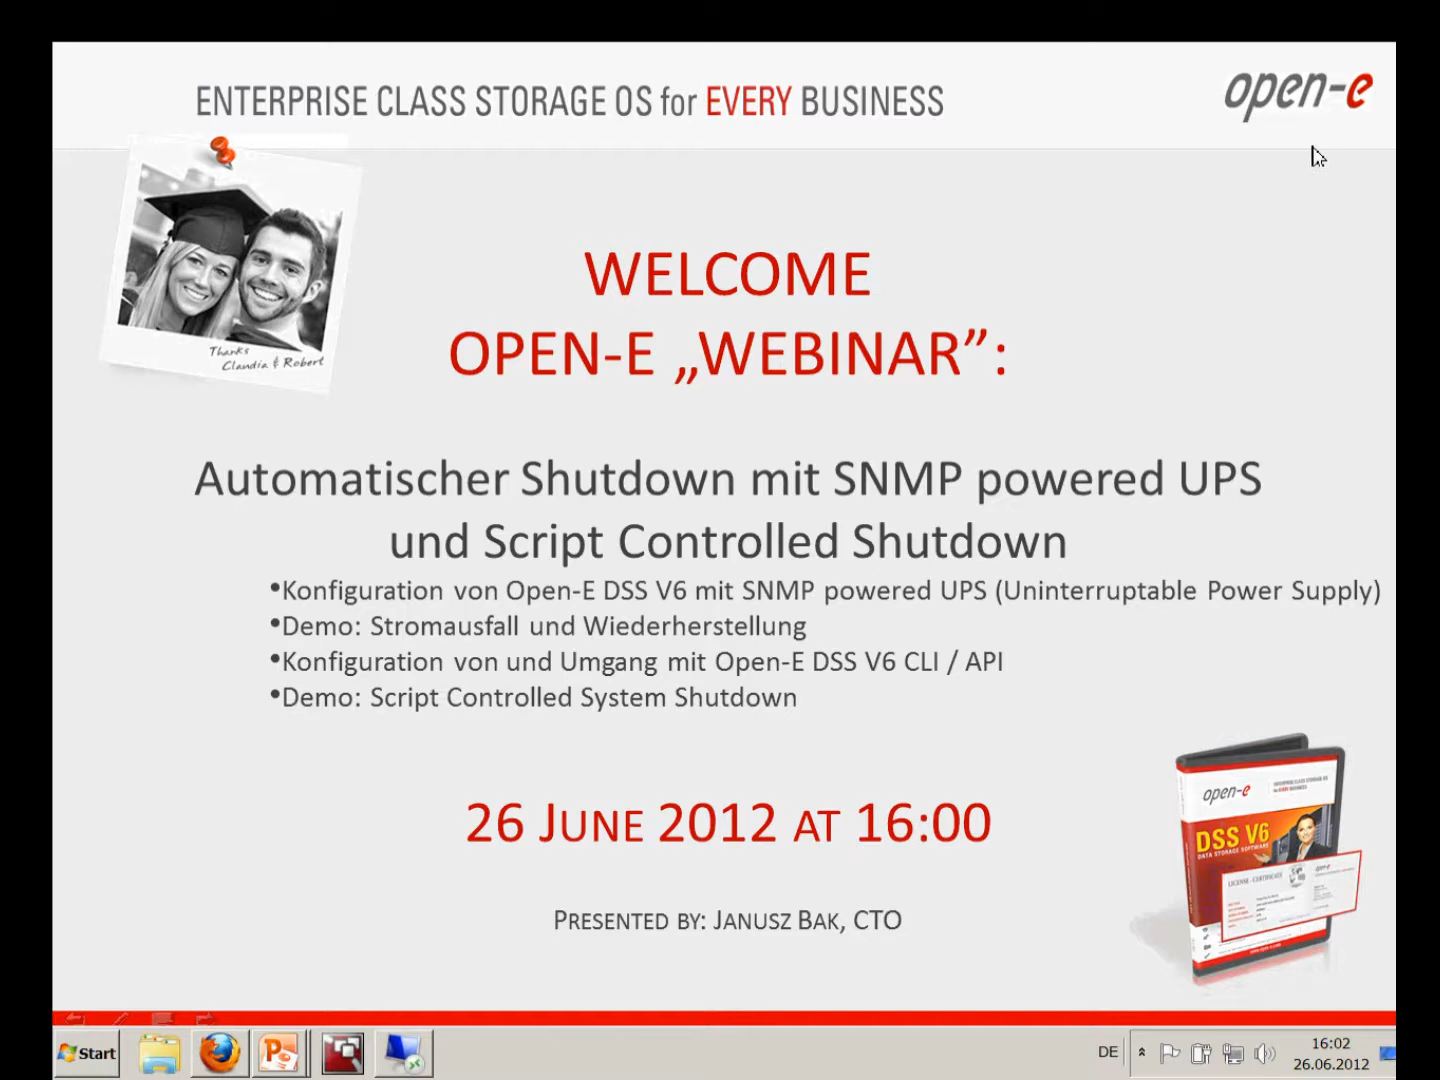 ENTERPRISE CLASS STORAGE OS for EVERY BUSINESS
open-e
Thanks
Claudia & Robert
WELCOME
OPEN-E „WEBINAR”:
Automatischer Shutdown mit SNMP powered UPS
und Script Controlled Shutdown
•Konfiguration von Open-E DSS V6 mit SNMP powered UPS (Uninterruptable Power Supply)
•Demo: Stromausfall und Wiederherstellung
•Konfiguration von und Umgang mit Open-E DSS V6 CLI / API
•Demo: Script Controlled System Shutdown
26 JUNE 2012 AT 16:00
PRESENTED BY: JANUSZ BAK, CTO
open-e
DSS V6
DATA STORAGE SOFTWARE
LICENSE - CERTIFICATE
Start
DE
16:02
26.06.2012